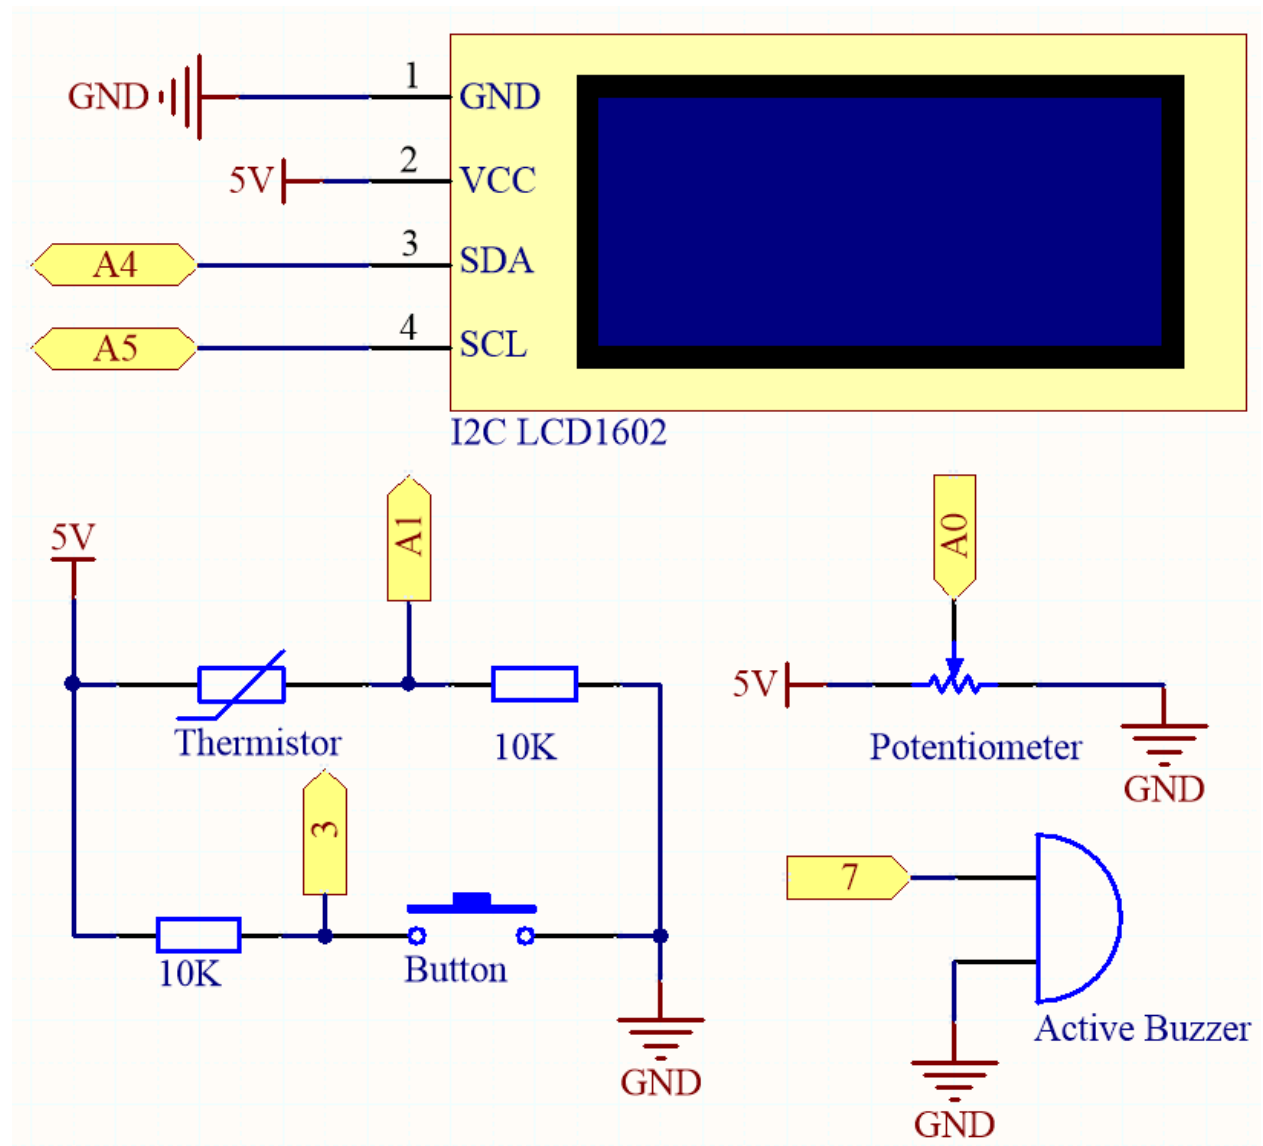 1
GND
GND
2
5V
VCC
3
A4
SDA
4
A5
SCL
I2C LCD1602
A1
A0
5V
5V
Thermistor
10K
Potentiometer
GND
3
7
10K
Button
Active Buzzer
GND
GND